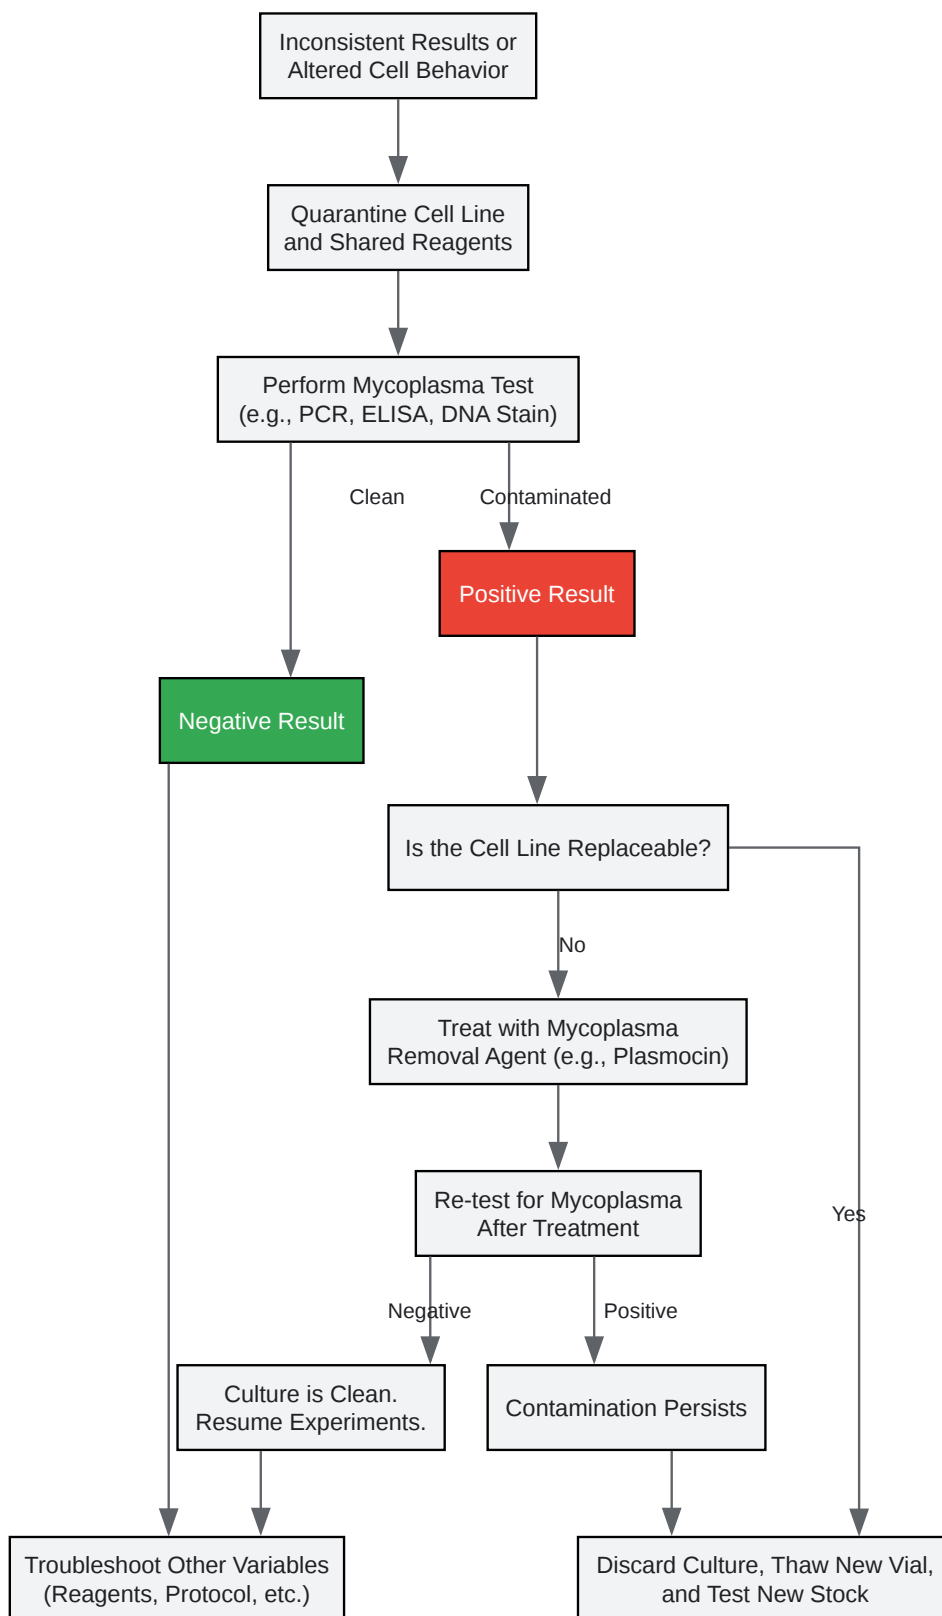 Inconsistent Results or
Altered Cell Behavior
Quarantine Cell Line
and Shared Reagents
Perform Mycoplasma Test
(e.g., PCR, ELISA, DNA Stain)
Clean
Contaminated
Positive Result
Negative Result
Is the Cell Line Replaceable?
No
Treat with Mycoplasma
Removal Agent (e.g., Plasmocin)
Re-test for Mycoplasma
After Treatment
Yes
Negative
Positive
Culture is Clean.
Resume Experiments.
Contamination Persists
Troubleshoot Other Variables
(Reagents, Protocol, etc.)
Discard Culture, Thaw New Vial,
and Test New Stock